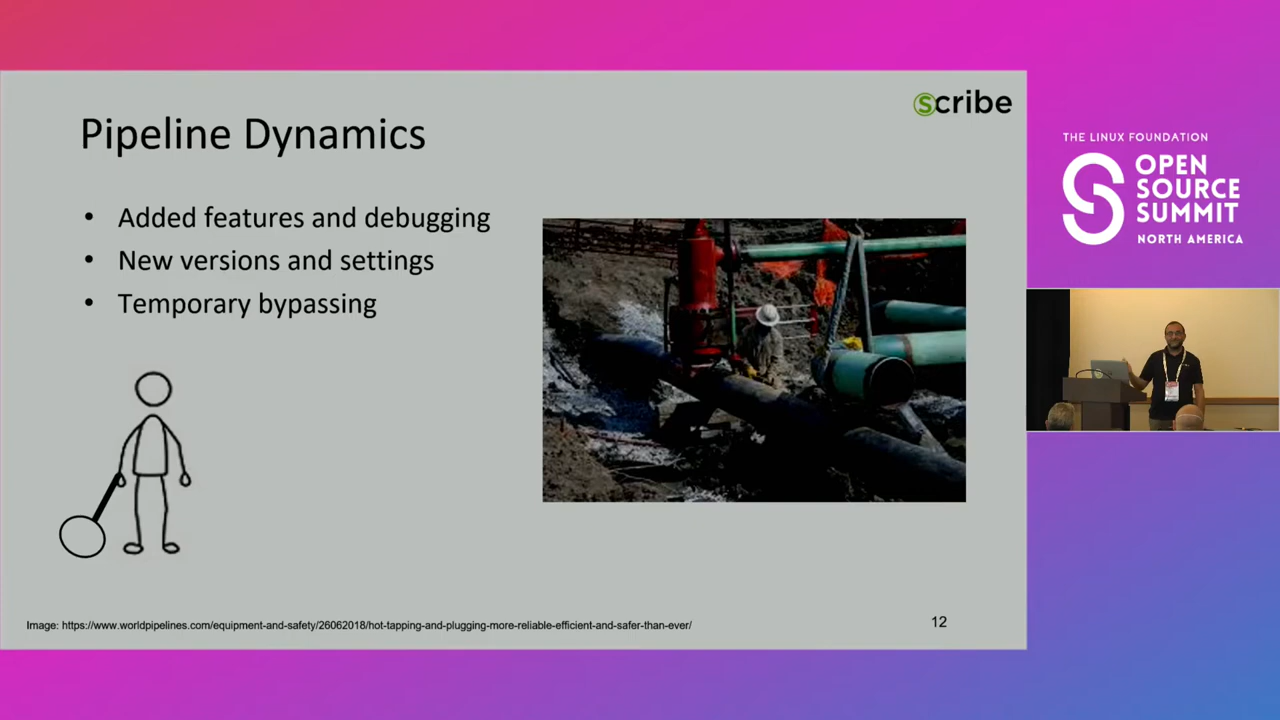 scribe
Pipeline Dynamics
• Added features and debugging
• New versions and settings
• Temporary bypassing
Image: https://www.worldpipelines.com/equipment-and-safety/26062018/hot-tapping-and-plugging-more-reliable-efficient-and-safer-than-ever/
12
THE LINUX FOUNDATION
OPEN
SOURCE
SUMMIT
NORTH AMERICA